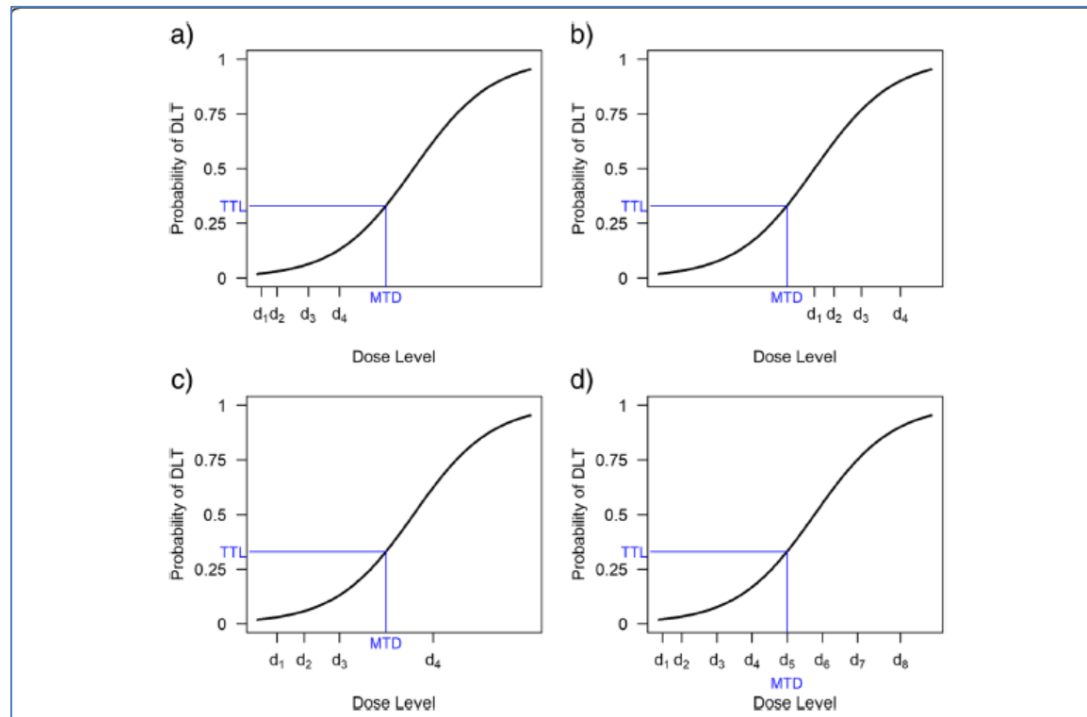 a)
Probability of DLT
1
0.75
0.5
TTL
0.25
0
MTD
d₁ d₂ d₃ d₄
Dose Level
b)
Probability of DLT
1
0.75
0.5
TTL
0.25
0
MTD
d₁ d₂ d₃ d₄
Dose Level
c)
Probability of DLT
1
0.75
0.5
TTL
0.25
0
MTD
d₁ d₂ d₃ d₄
Dose Level
d)
Probability of DLT
1
0.75
0.5
TTL
0.25
0
d₁ d₂ d₃ d₄ d₅ d₆ d₇ d₈
MTD
Dose Level